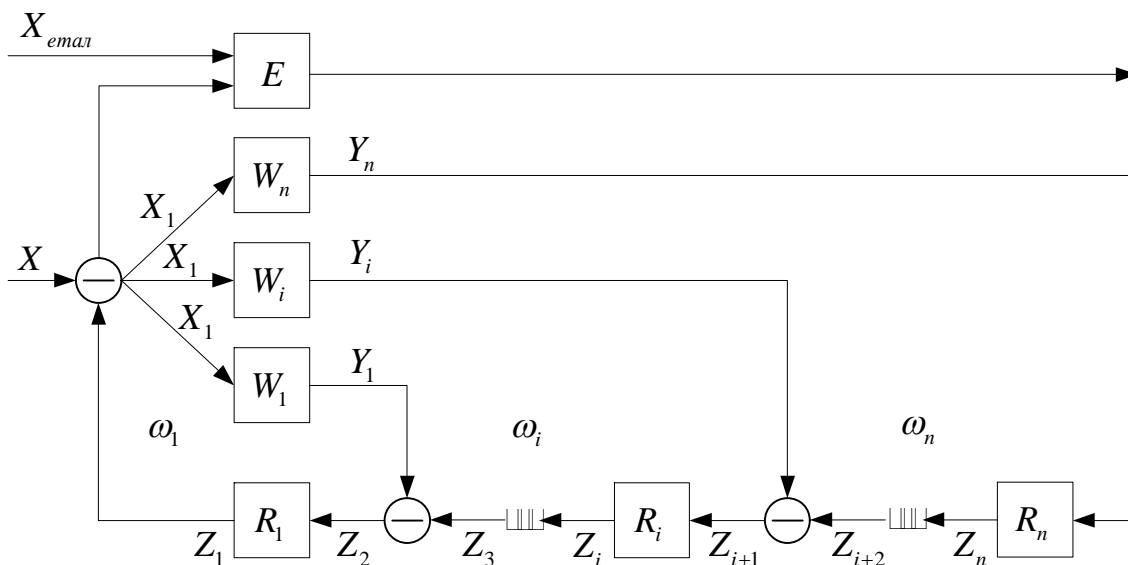 X_етал
E
W_n Y_n
X_1
X X_1 W_i Y_i
X_1
W_1 Y_1
ω_1 ω_i ω_n
R_1 R_i R_n
Z_1 Z_2 Z_3 Z_i Z_{i+1} Z_{i+2} Z_n